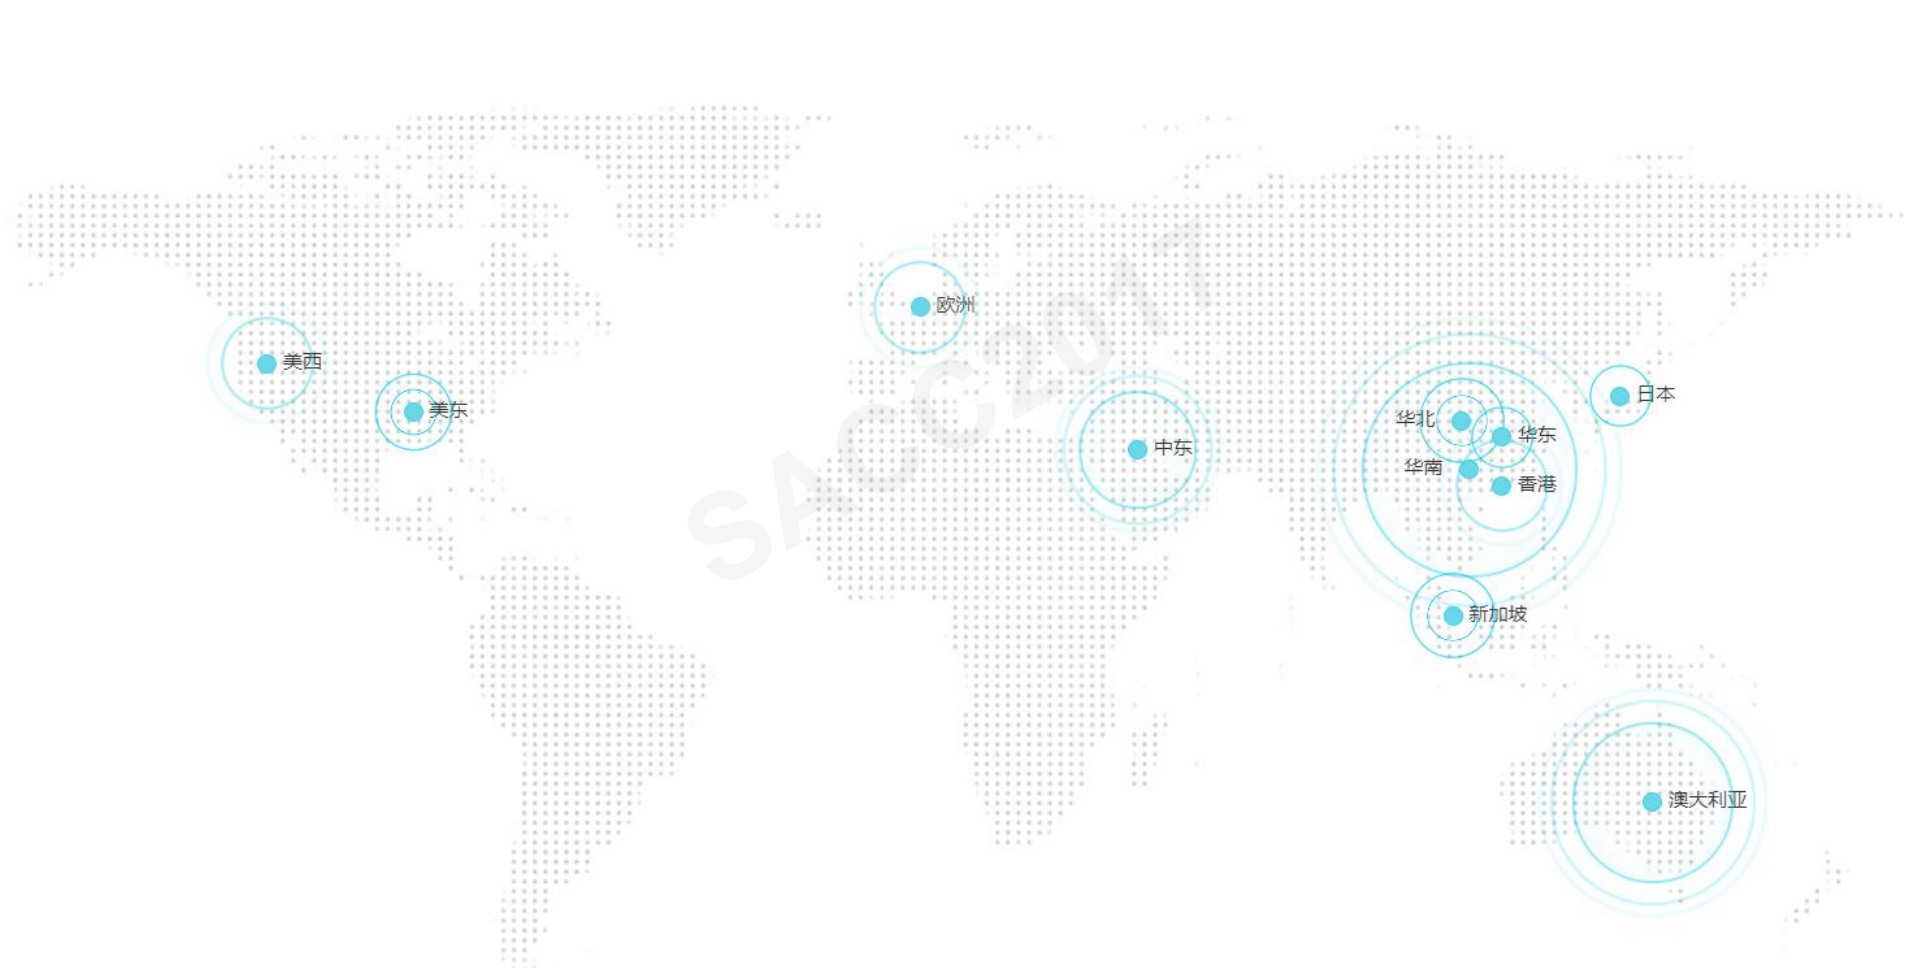 欧洲
美西
日本
美东
华北
华东
中东
华南
香港
新加坡
澳大利亚
SACC2017